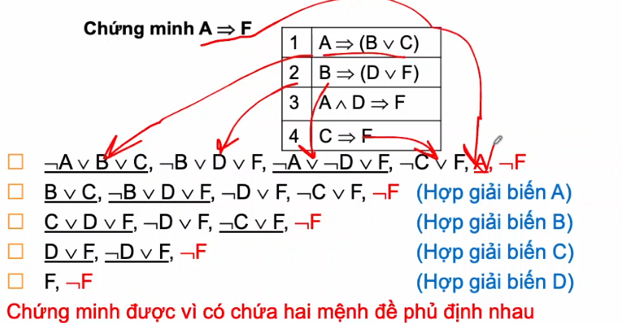 Chứng minh A ⇒ F
1 A ⇒ (B ∨ C)
2 B ⇒ (D ∨ F)
3 A ∧ D ⇒ F
4 C ⇒ F
¬A ∨ B ∨ C, ¬B ∨ D ∨ F, ¬A ∨ ¬D ∨ F, ¬C ∨ F, A, ¬F
B ∨ C, ¬B ∨ D ∨ F, ¬D ∨ F, ¬C ∨ F, ¬F (Hợp giải biến A)
C ∨ D ∨ F, ¬D ∨ F, ¬C ∨ F, ¬F (Hợp giải biến B)
D ∨ F, ¬D ∨ F, ¬F (Hợp giải biến C)
F, ¬F (Hợp giải biến D)
Chứng minh được vì có chứa hai mệnh đề phủ định nhau